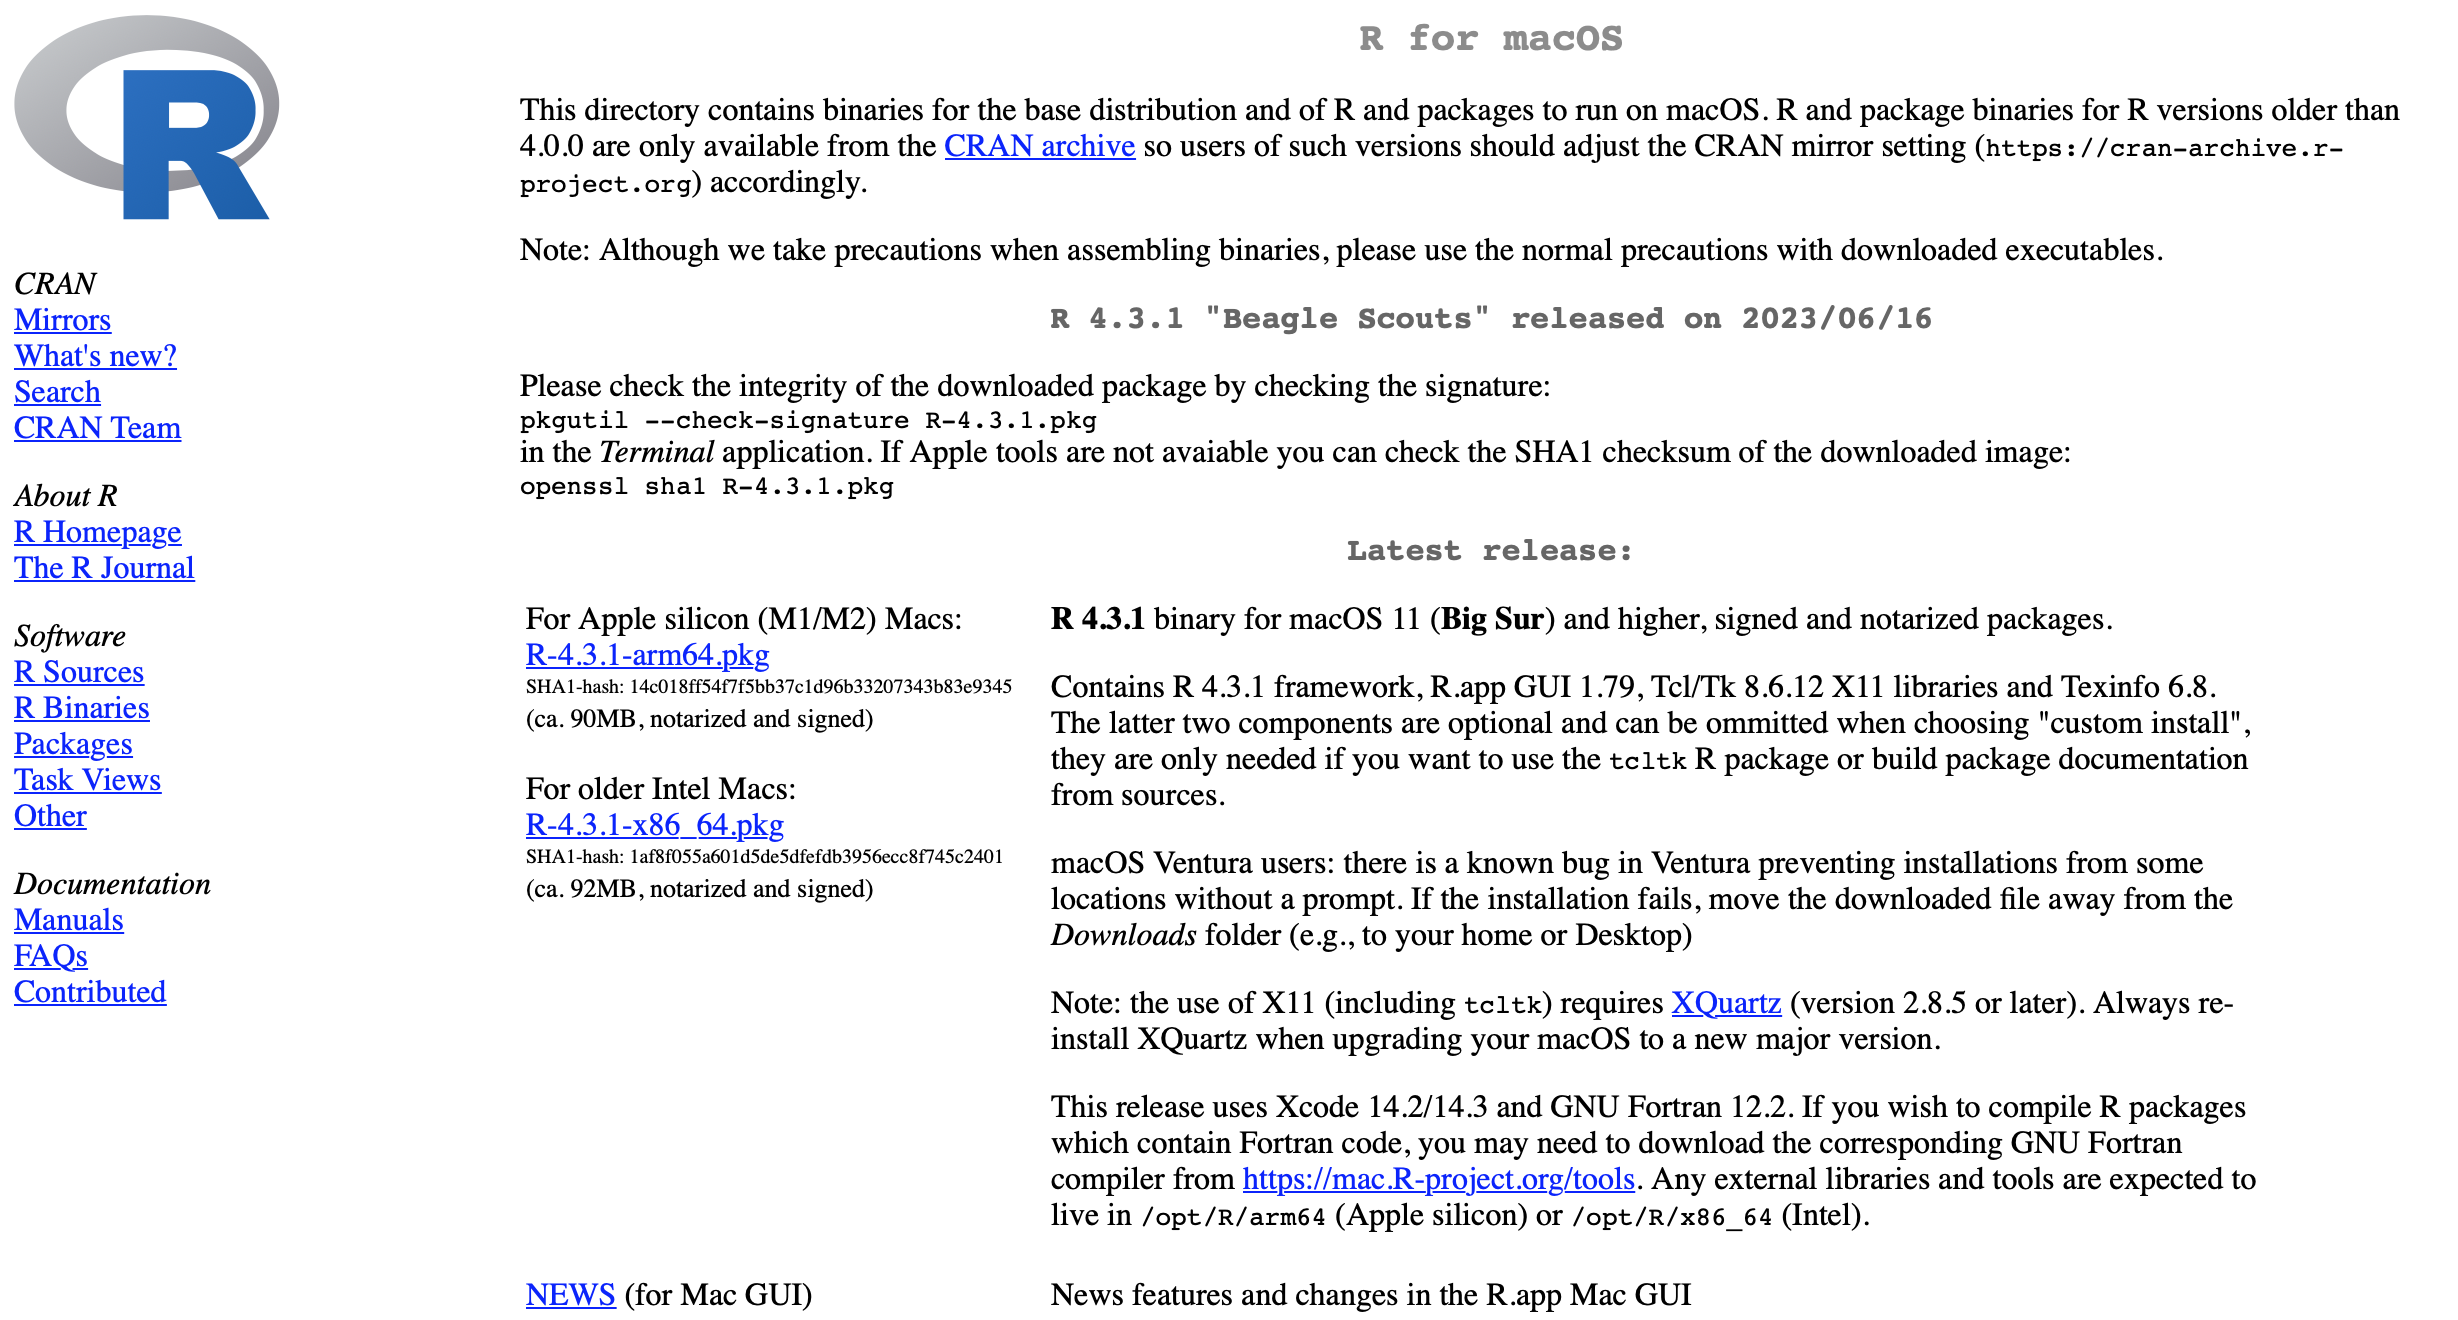 R
CRAN
Mirrors
What's new?
Search
CRAN Team
About R
R Homepage
The R Journal
Software
R Sources
R Binaries
Packages
Task Views
Other
Documentation
Manuals
FAQs
Contributed
R for macOS
This directory contains binaries for the base distribution and of R and packages to run on macOS. R and package binaries for R versions older than
4.0.0 are only available from the CRAN archive so users of such versions should adjust the CRAN mirror setting (https://cran-archive.r-
project.org) accordingly.
Note: Although we take precautions when assembling binaries, please use the normal precautions with downloaded executables.
R 4.3.1 "Beagle Scouts" released on 2023/06/16
Please check the integrity of the downloaded package by checking the signature:
pkgutil --check-signature R-4.3.1.pkg
in the Terminal application. If Apple tools are not avaiable you can check the SHA1 checksum of the downloaded image:
openssl sha1 R-4.3.1.pkg
Latest release:
For Apple silicon (M1/M2) Macs:
R-4.3.1-arm64.pkg
SHA1-hash: 14c018ff54f7f5bb37c1d96b33207343b83e9345
(ca. 90MB, notarized and signed)
For older Intel Macs:
R-4.3.1-x86_64.pkg
SHA1-hash: 1af8f055a601d5de5dfefdb3956ecc8f745c2401
(ca. 92MB, notarized and signed)
R 4.3.1 binary for macOS 11 (Big Sur) and higher, signed and notarized packages.
Contains R 4.3.1 framework, R.app GUI 1.79, Tcl/Tk 8.6.12 X11 libraries and Texinfo 6.8.
The latter two components are optional and can be ommitted when choosing "custom install",
they are only needed if you want to use the tcltk R package or build package documentation
from sources.
macOS Ventura users: there is a known bug in Ventura preventing installations from some
locations without a prompt. If the installation fails, move the downloaded file away from the
Downloads folder (e.g., to your home or Desktop)
Note: the use of X11 (including tcltk) requires XQuartz (version 2.8.5 or later). Always re-
install XQuartz when upgrading your macOS to a new major version.
This release uses Xcode 14.2/14.3 and GNU Fortran 12.2. If you wish to compile R packages
which contain Fortran code, you may need to download the corresponding GNU Fortran
compiler from https://mac.R-project.org/tools. Any external libraries and tools are expected to
live in /opt/R/arm64 (Apple silicon) or /opt/R/x86_64 (Intel).
NEWS (for Mac GUI)
News features and changes in the R.app Mac GUI